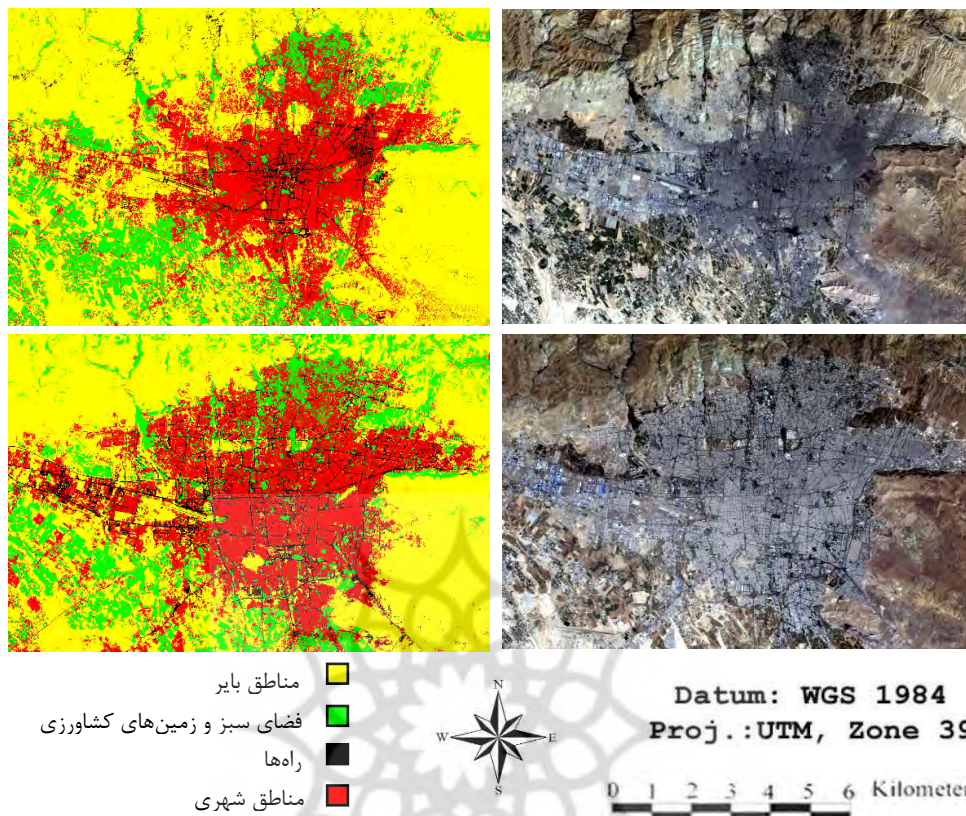 مناطق بایر
فضای سبز و زمین‌های کشاورزی
راه‌ها
مناطق شهری
N
W E
S
Datum: WGS 1984
Proj.:UTM, Zone 39
0 1 2 3 4 5 6 Kilometer